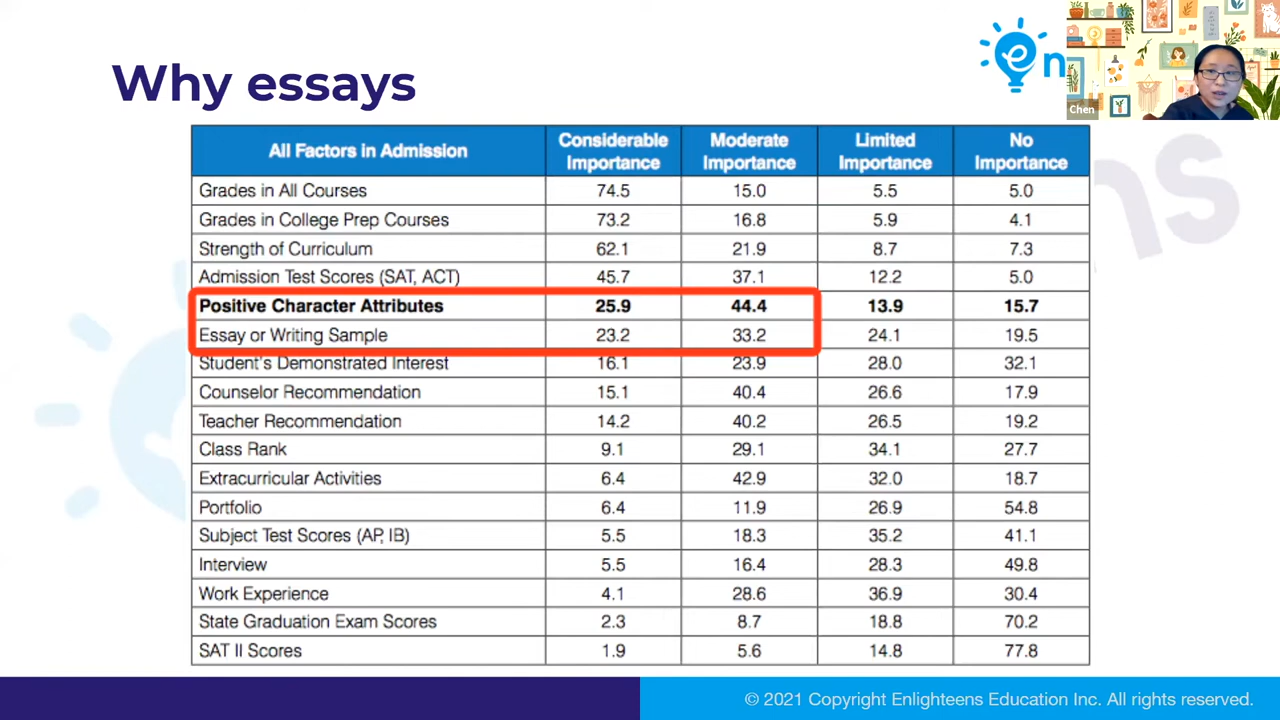 Why essays
en
Chen
All Factors in Admission Considerable Importance Moderate Importance Limited Importance No Importance
Grades in All Courses 74.5 15.0 5.5 5.0
Grades in College Prep Courses 73.2 16.8 5.9 4.1
Strength of Curriculum 62.1 21.9 8.7 7.3
Admission Test Scores (SAT, ACT) 45.7 37.1 12.2 5.0
Positive Character Attributes 25.9 44.4 13.9 15.7
Essay or Writing Sample 23.2 33.2 24.1 19.5
Student's Demonstrated Interest 16.1 23.9 28.0 32.1
Counselor Recommendation 15.1 40.4 26.6 17.9
Teacher Recommendation 14.2 40.2 26.5 19.2
Class Rank 9.1 29.1 34.1 27.7
Extracurricular Activities 6.4 42.9 32.0 18.7
Portfolio 6.4 11.9 26.9 54.8
Subject Test Scores (AP, IB) 5.5 18.3 35.2 41.1
Interview 5.5 16.4 28.3 49.8
Work Experience 4.1 28.6 36.9 30.4
State Graduation Exam Scores 2.3 8.7 18.8 70.2
SAT II Scores 1.9 5.6 14.8 77.8
© 2021 Copyright Enlighteens Education Inc. All rights reserved.